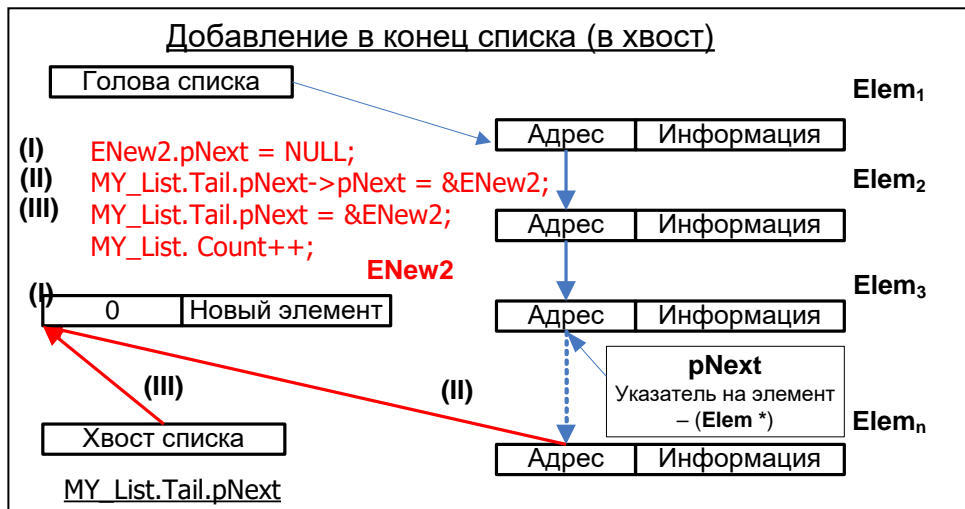 Добавление в конец списка (в хвост)
Голова списка
Elem1
Адрес Информация
(I) ENew2.pNext = NULL;
(II) MY_List.Tail.pNext->pNext = &ENew2;
Elem2
(III) MY_List.Tail.pNext = &ENew2;
Адрес Информация
MY_List. Count++;
ENew2
Elem3
(I)
0 Новый элемент
Адрес Информация
pNext
Указатель на элемент
– (Elem *)
(III)
(II)
Elemn
Хвост списка
Адрес Информация
MY_List.Tail.pNext